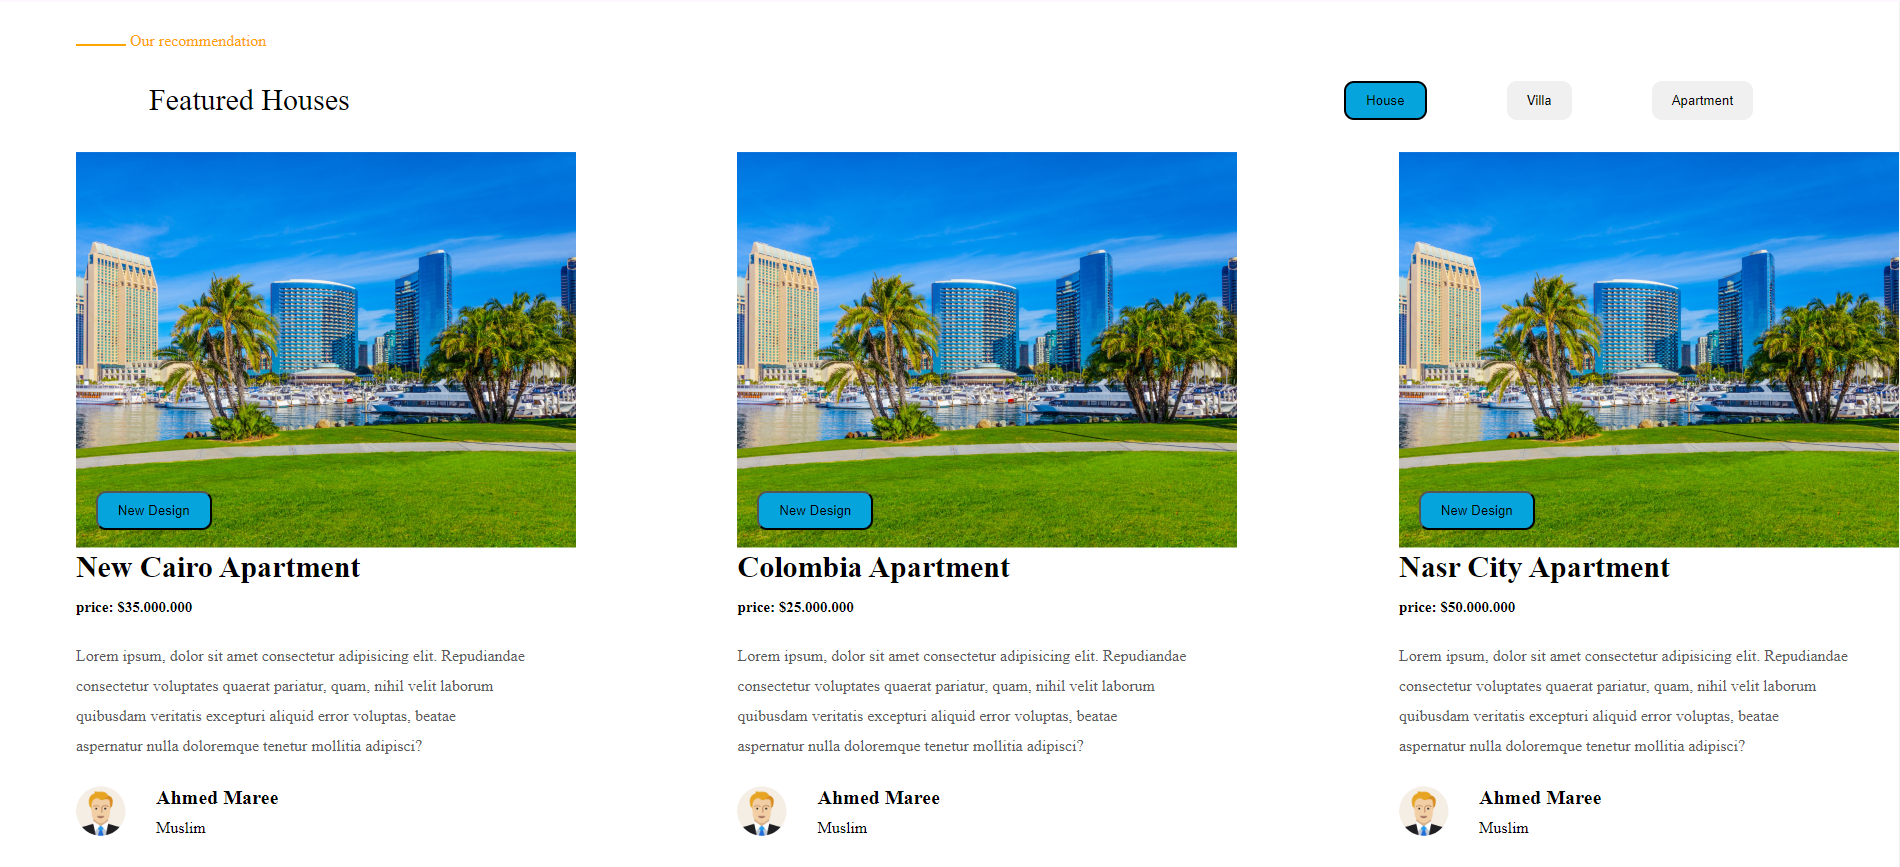 Our recommendation
Featured Houses
House
Villa
Apartment
New Design
New Cairo Apartment
price: $35.000.000
Lorem ipsum, dolor sit amet consectetur adipisicing elit. Repudiandae
consectetur voluptates quaerat pariatur, quam, nihil velit laborum
quibusdam veritatis excepturi aliquid error voluptas, beatae
aspernatur nulla doloremque tenetur mollitia adipisci?
Ahmed Maree
Muslim
New Design
Colombia Apartment
price: $25.000.000
Lorem ipsum, dolor sit amet consectetur adipisicing elit. Repudiandae
consectetur voluptates quaerat pariatur, quam, nihil velit laborum
quibusdam veritatis excepturi aliquid error voluptas, beatae
aspernatur nulla doloremque tenetur mollitia adipisci?
Ahmed Maree
Muslim
New Design
Nasr City Apartment
price: $50.000.000
Lorem ipsum, dolor sit amet consectetur adipisicing elit. Repudiandae
consectetur voluptates quaerat pariatur, quam, nihil velit laborum
quibusdam veritatis excepturi aliquid error voluptas, beatae
aspernatur nulla doloremque tenetur mollitia adipisci?
Ahmed Maree
Muslim